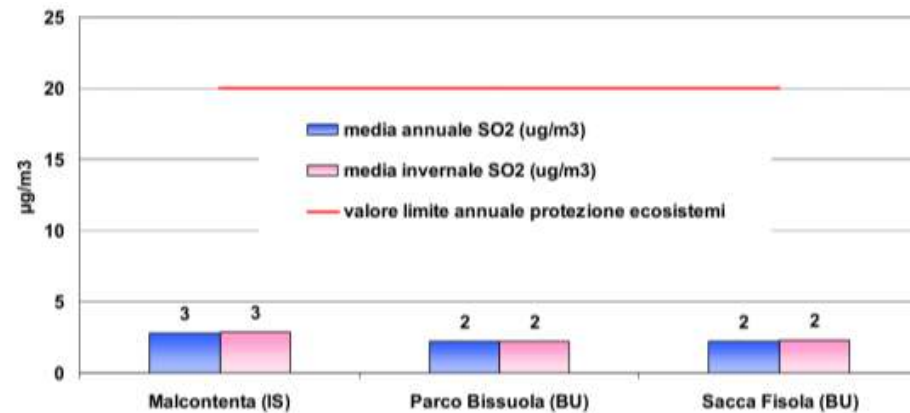 25
20
15
10
5
0
µg/m3
media annuale SO2 (ug/m3)
media invernale SO2 (ug/m3)
valore limite annuale protezione ecosistemi
3 3 2 2 2 2
Malcontenta (IS) Parco Bissuola (BU) Sacca Fisola (BU)